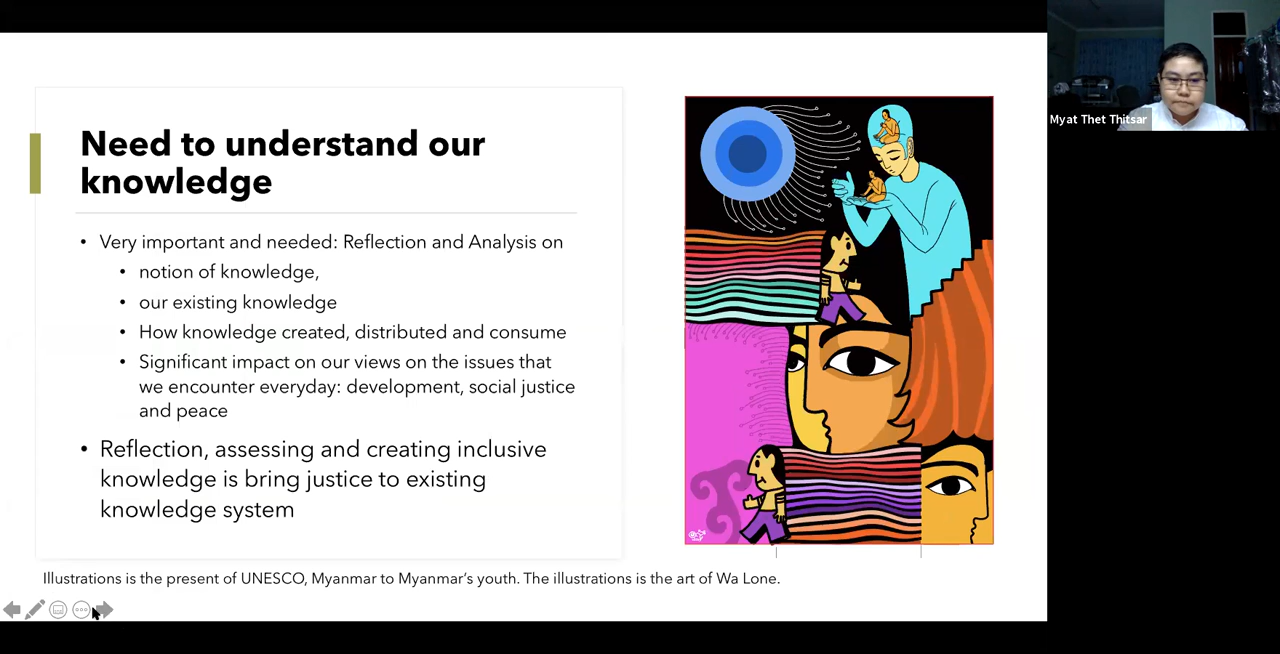 Need to understand our
knowledge
• Very important and needed: Reflection and Analysis on
• notion of knowledge,
• our existing knowledge
• How knowledge created, distributed and consume
• Significant impact on our views on the issues that
we encounter everyday: development, social justice
and peace
• Reflection, assessing and creating inclusive
knowledge is bring justice to existing
knowledge system
Illustrations is the present of UNESCO, Myanmar to Myanmar's youth. The illustrations is the art of Wa Lone.
Myat Thet Thitsar